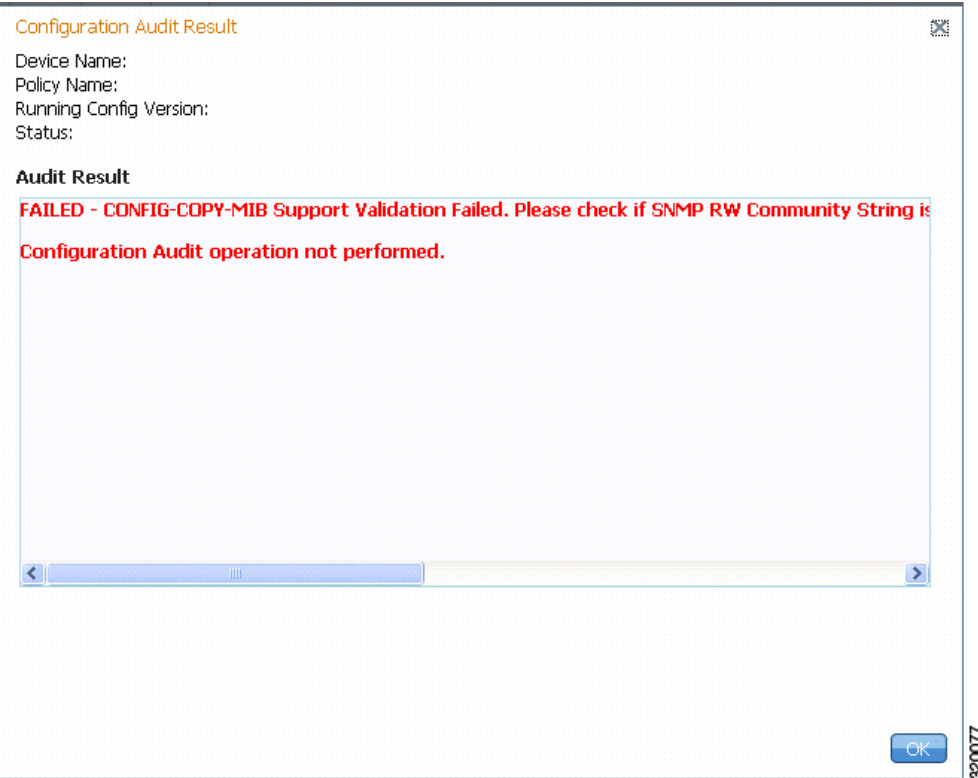 Configuration Audit Result
Device Name:
Policy Name:
Running Config Version:
Status:
Audit Result
FAILED - CONFIG-COPY-MIB Support Validation Failed. Please check if SNMP RW Community String is
Configuration Audit operation not performed.
OK